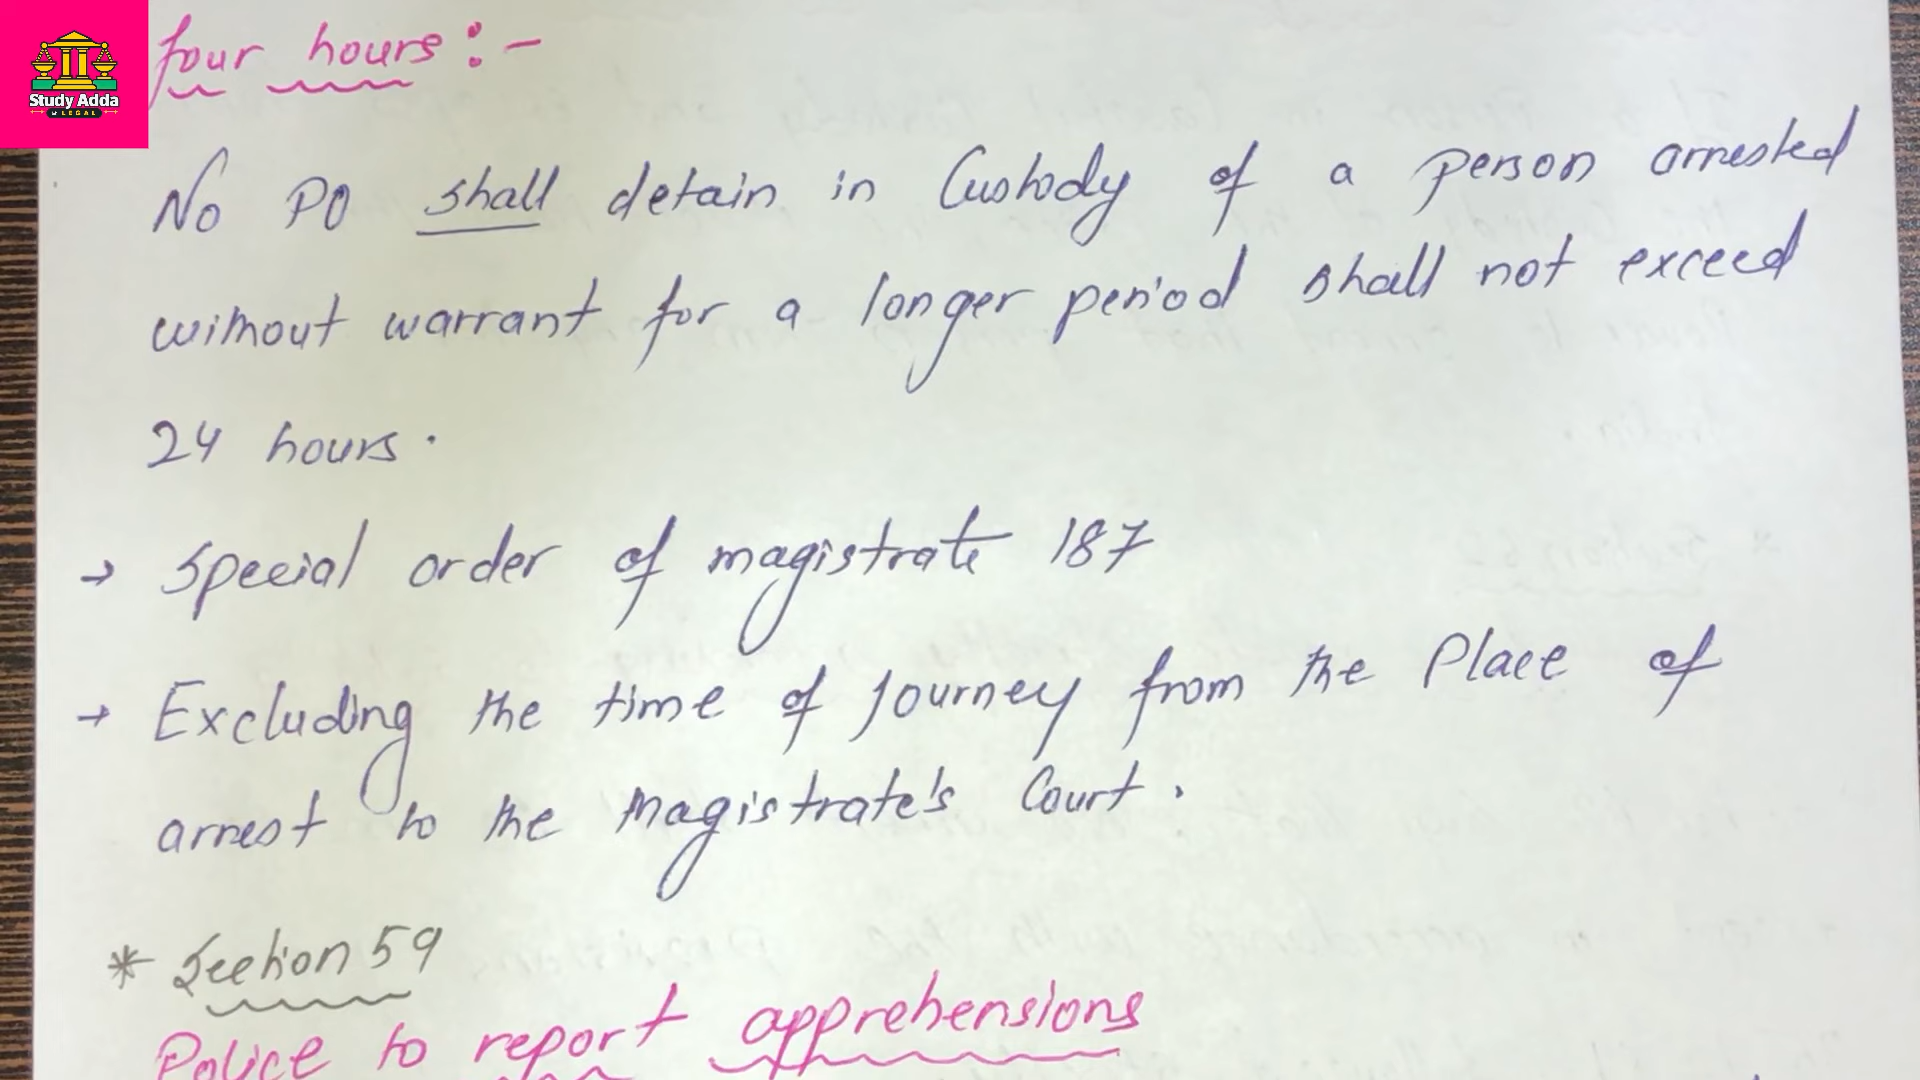 Study Adda
LEGAL
four hours :-
No PO shall detain in Custody of a person arrested
without warrant for a longer period shall not exceed
24 hours.
→ Special order of magistrate 187
→ Excluding the time of Journey from the Place of
arrest to the Magistrate's Court.
* Section 59
Police to report apprehensions